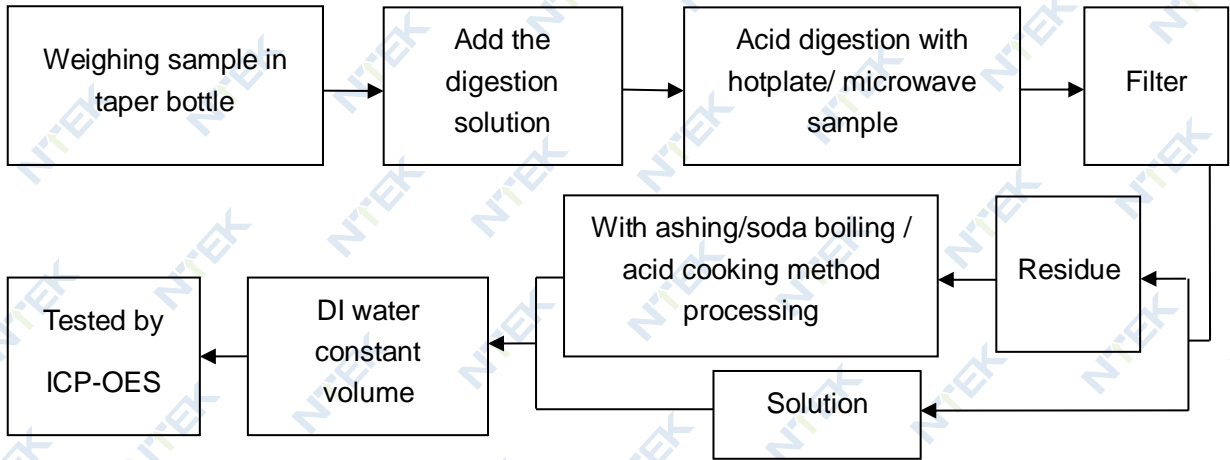 Weighing sample in
taper bottle
Add the
digestion
solution
Acid digestion with
hotplate/ microwave
sample
Filter
Residue
With ashing/soda boiling /
acid cooking method
processing
Solution
DI water
constant
volume
Tested by
ICP-OES
NTEK